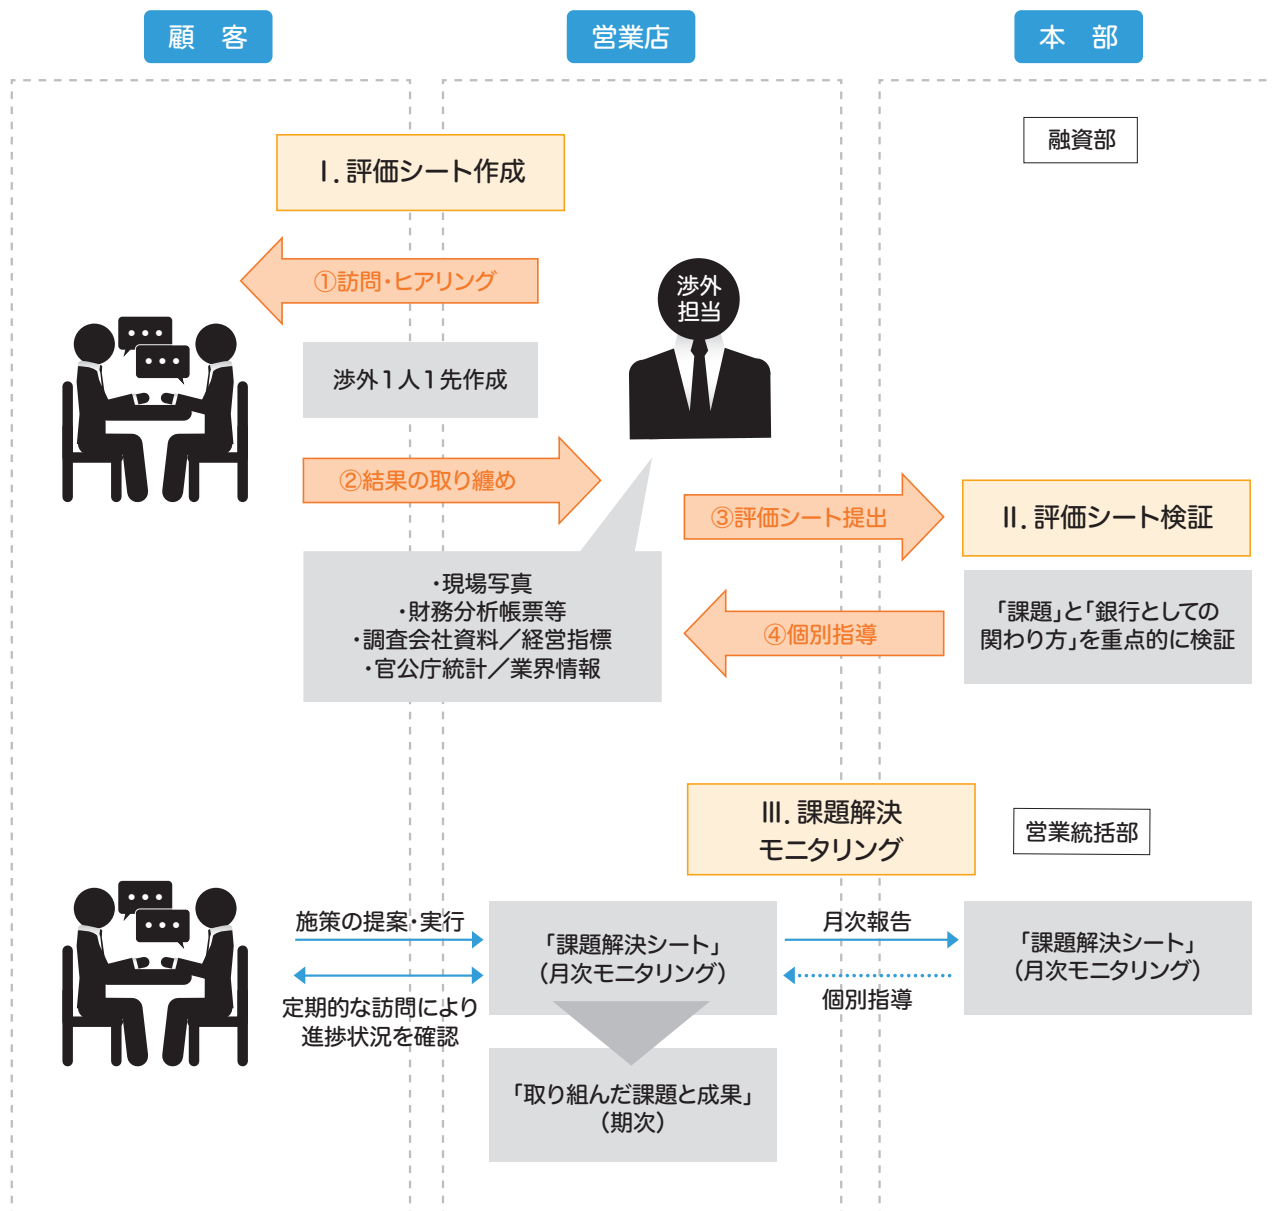 顧　客
営業店
本　部
融資部
Ⅰ. 評価シート作成
①訪問・ヒアリング
渉外
担当
渉外１人１先作成
②結果の取り纏め
③評価シート提出
Ⅱ. 評価シート検証
・現場写真
・財務分析帳票等
・調査会社資料／経営指標
・官公庁統計／業界情報
④個別指導
「課題」と「銀行としての
関わり方」を重点的に検証
Ⅲ. 課題解決
モニタリング
営業統括部
施策の提案・実行
定期的な訪問により
進捗状況を確認
「課題解決シート」
（月次モニタリング）
月次報告
個別指導
「課題解決シート」
（月次モニタリング）
「取り組んだ課題と成果」
（期次）